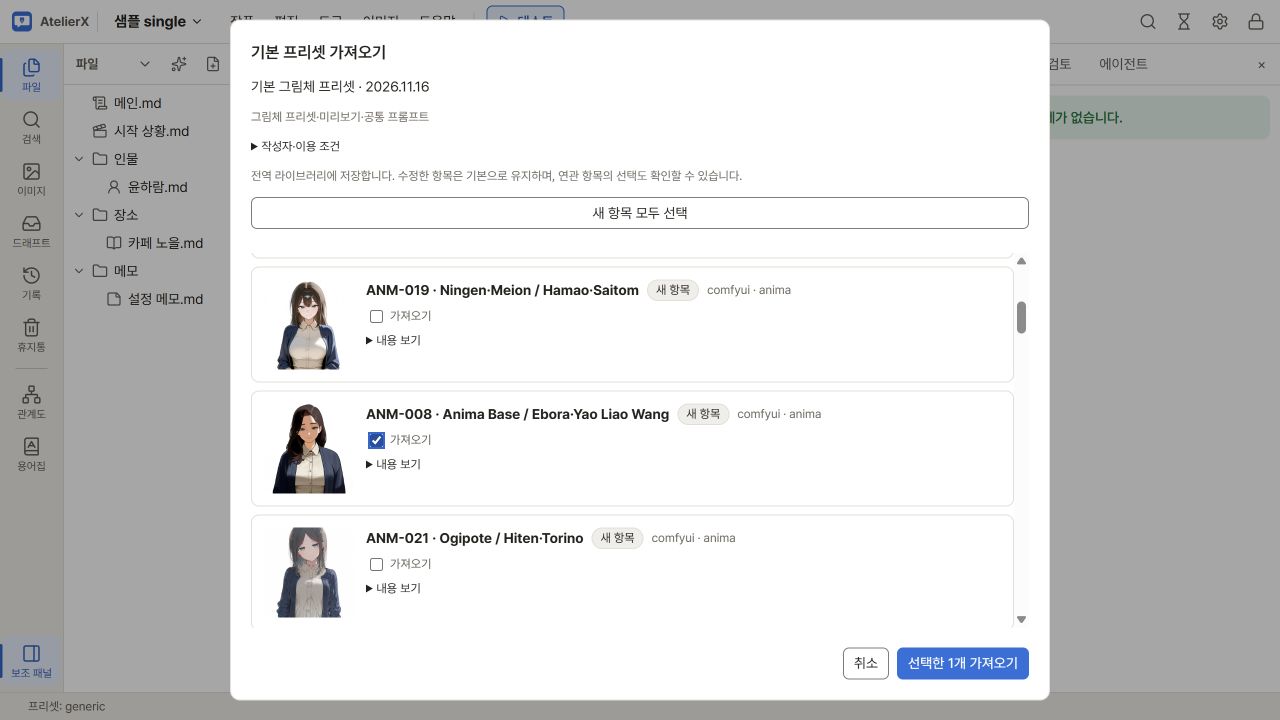 AtelierX
샘플 single
기본 프리셋 가져오기
기본 그림체 프리셋 · 2026.11.16
그림체 프리셋·미리보기·공통 프롬프트
▶ 작성자·이용 조건
전역 라이브러리에 저장합니다. 수정한 항목은 기본으로 유지하며, 연관 항목의 선택도 확인할 수 있습니다.
새 항목 모두 선택
ANM-019 · Ningen·Meion / Hamao·Saitom 새 항목 comfyui · anima
가져오기
▶ 내용 보기
ANM-008 · Anima Base / Ebora·Yao Liao Wang 새 항목 comfyui · anima
가져오기
▶ 내용 보기
ANM-021 · Ogipote / Hiten·Torino 새 항목 comfyui · anima
가져오기
▶ 내용 보기
취소
선택한 1개 가져오기
파일
검색
이미지
드래프트
기록
휴지통
관계도
용어집
보조 패널
파일
메인.md
시작 상황.md
인물
윤하람.md
장소
카페 노을.md
메모
설정 메모.md
검토
에이전트
×
없습니다.
프리셋: generic